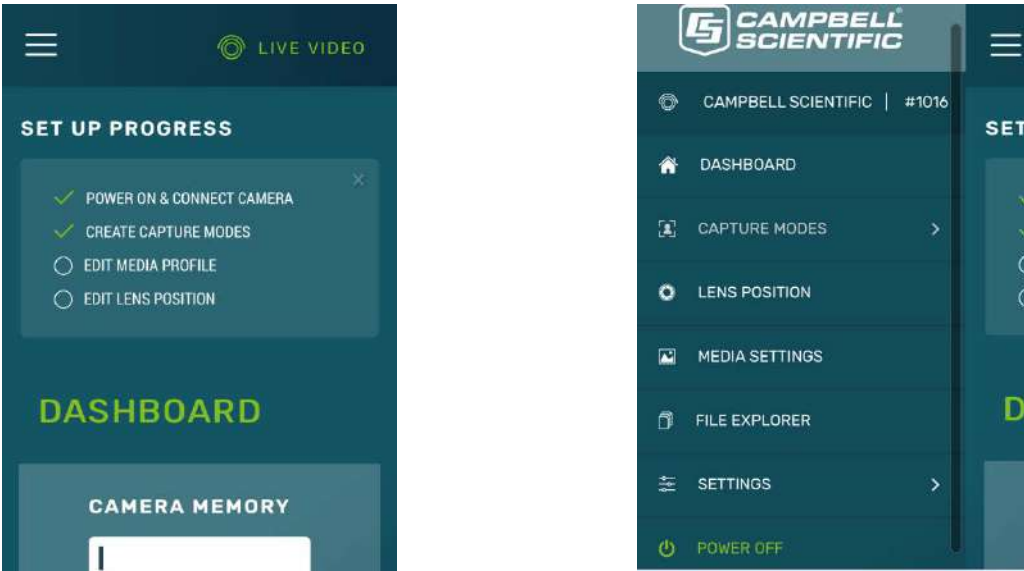 LIVE VIDEO
SET UP PROGRESS
POWER ON & CONNECT CAMERA
CREATE CAPTURE MODES
EDIT MEDIA PROFILE
EDIT LENS POSITION
DASHBOARD
CAMERA MEMORY
CAMPBELL
SCIENTIFIC
CAMPBELL SCIENTIFIC | #1016
DASHBOARD
CAPTURE MODES
LENS POSITION
MEDIA SETTINGS
FILE EXPLORER
SETTINGS
POWER OFF
SET
D